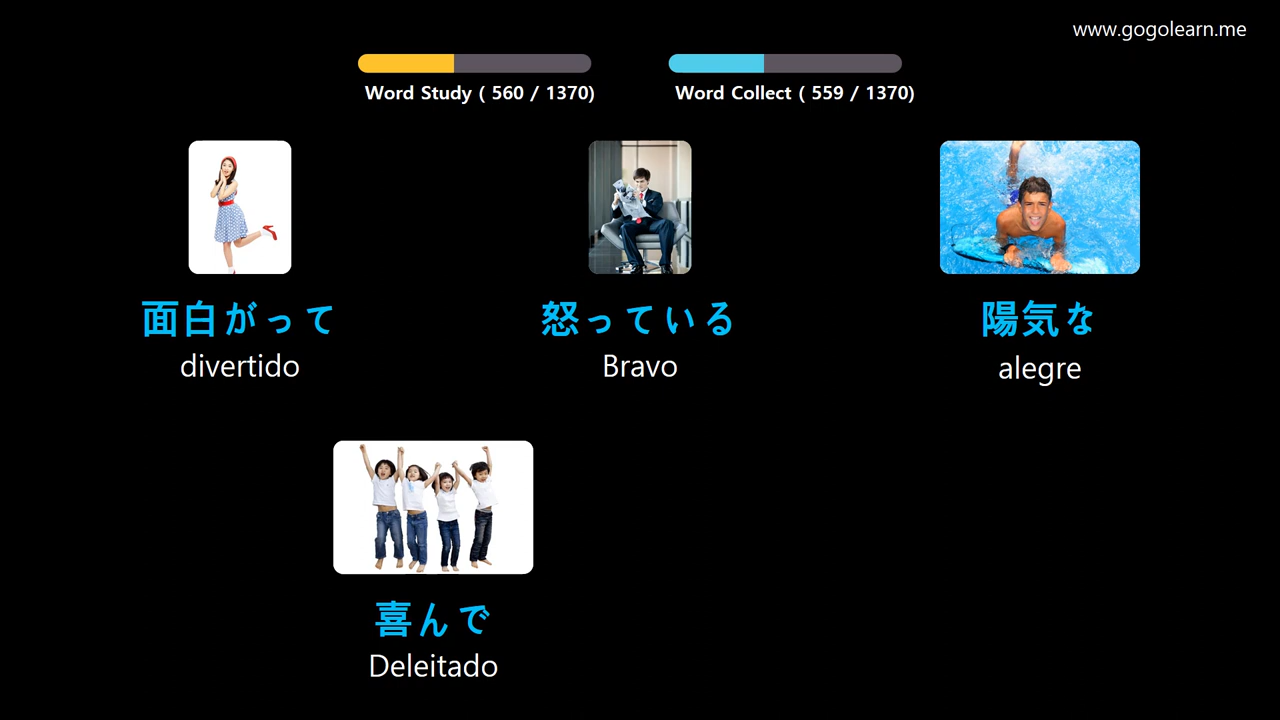 www.gogolearn.me
Word Study ( 560 / 1370)
Word Collect ( 559 / 1370)
面白がって
divertido
怒っている
Bravo
陽気な
alegre
喜んで
Deleitado